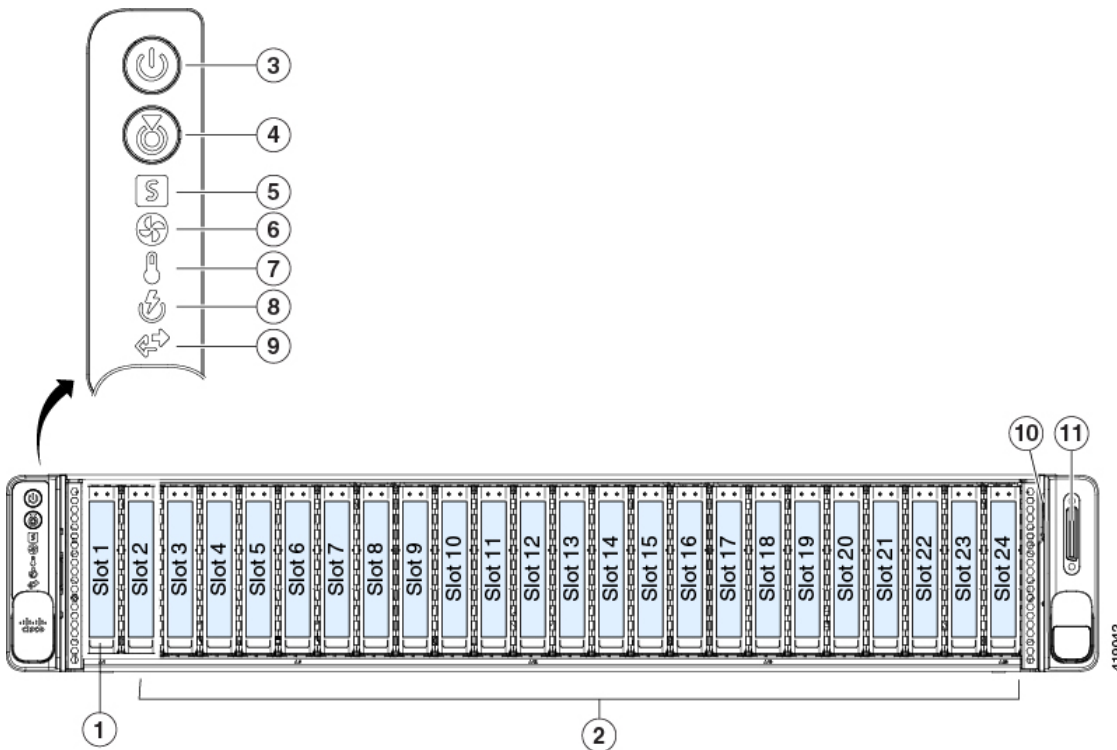 3
4
5
S
6
7
8
9
10
11
Slot 1
Slot 2
Slot 3
Slot 4
Slot 5
Slot 6
Slot 7
Slot 8
Slot 9
Slot 10
Slot 11
Slot 12
Slot 13
Slot 14
Slot 15
Slot 16
Slot 17
Slot 18
Slot 19
Slot 20
Slot 21
Slot 22
Slot 23
Slot 24
cisco
1
2